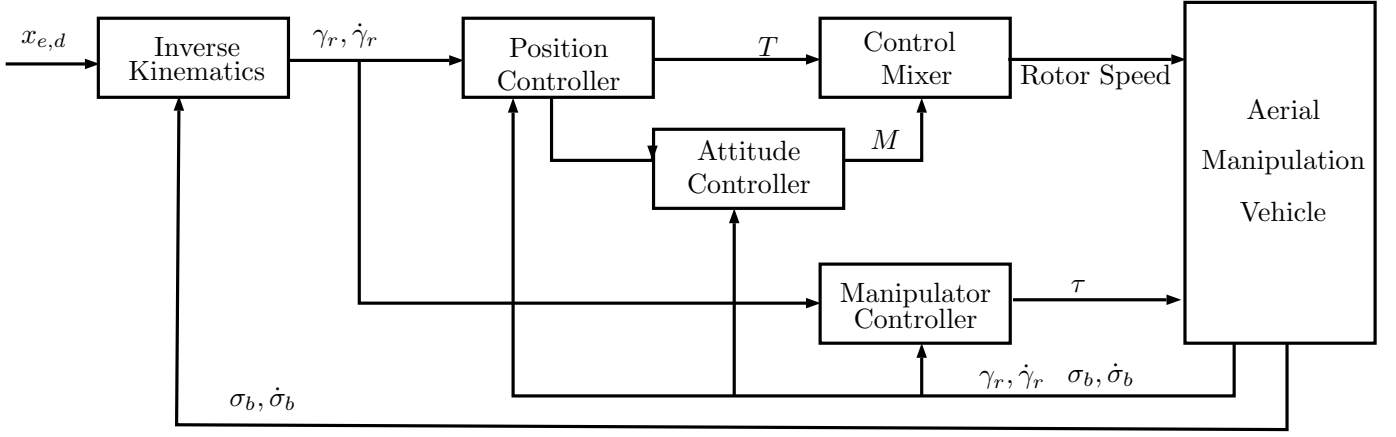 x_{e,d}
Inverse
Kinematics
γ_r, γ̇_r
Position
Controller
T
Control
Mixer
Rotor Speed
Aerial
Manipulation
Vehicle
Attitude
Controller
M
Manipulator
Controller
τ
γ_r, γ̇_r σ_b, σ̇_b
σ_b, σ̇_b